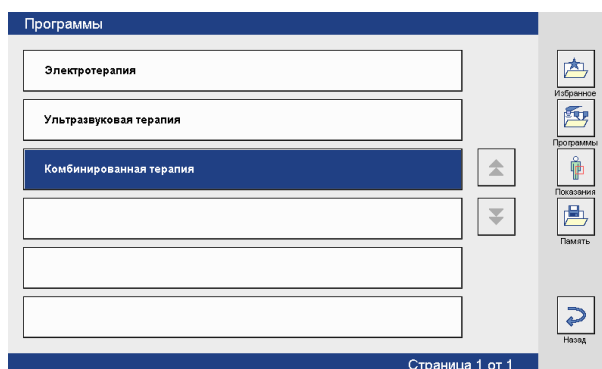 Программы
Электротерапия
Ультразвуковая терапия
Комбинированная терапия
Избранное
Программы
Показания
Память
Назад
Страница 1 от 1